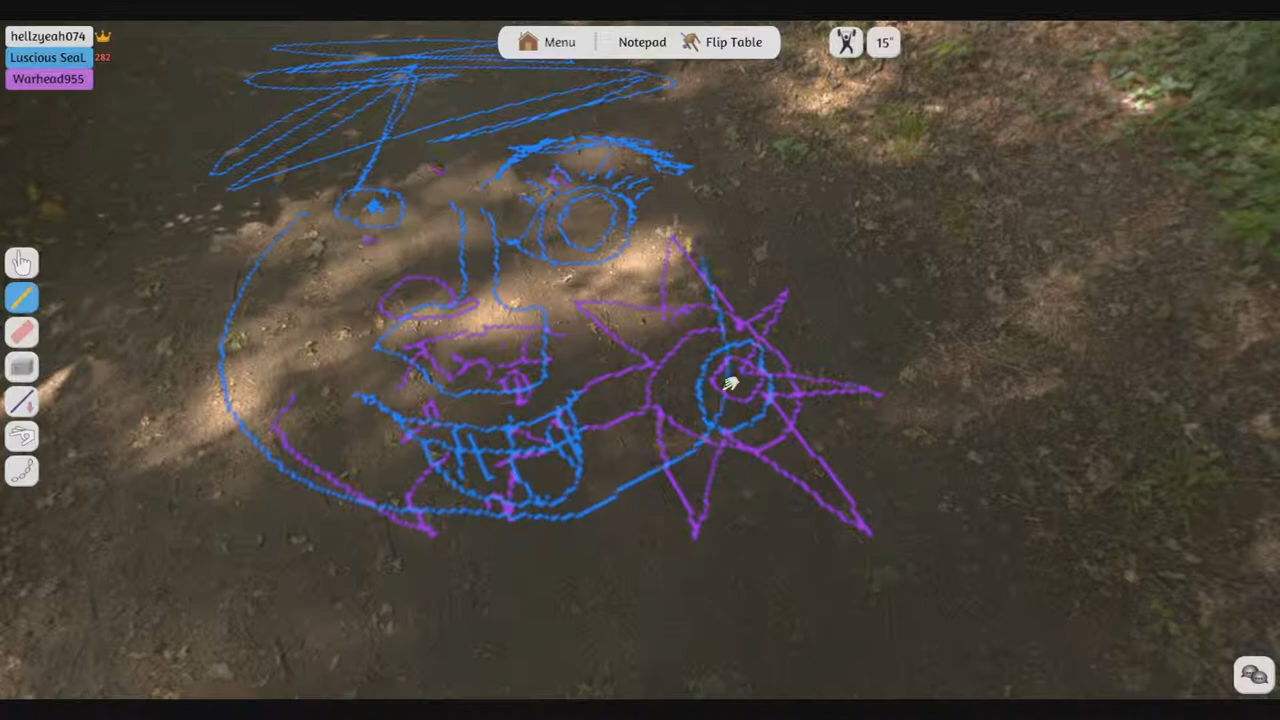 hellzyeah074
Luscious SeaL 282
Warhead955
Menu
Notepad
Flip Table
15°